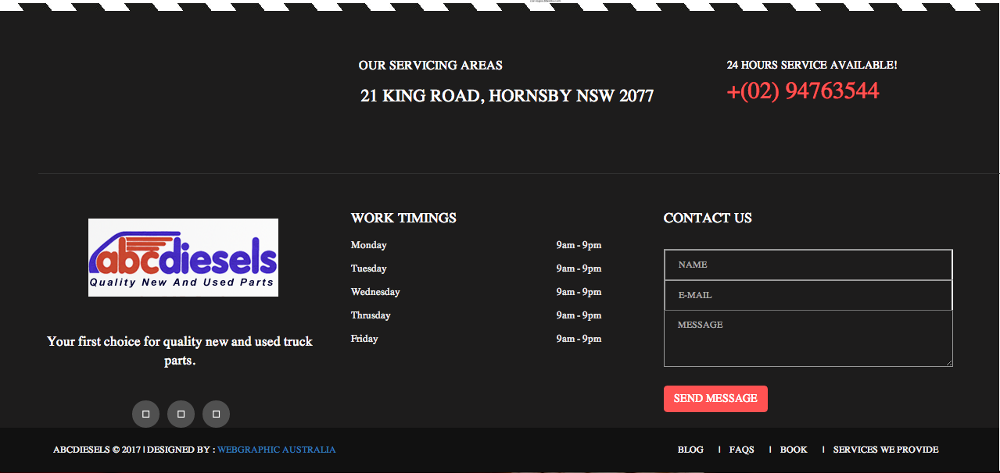 OUR SERVICING AREAS
21 KING ROAD, HORNSBY NSW 2077
24 HOURS SERVICE AVAILABLE!
+(02) 94763544
abcdiesels
Quality New And Used Parts
Your first choice for quality new and used truck
parts.
WORK TIMINGS
Monday 9am - 9pm
Tuesday 9am - 9pm
Wednesday 9am - 9pm
Thrusday 9am - 9pm
Friday 9am - 9pm
CONTACT US
NAME
E-MAIL
MESSAGE
SEND MESSAGE
ABCDIESELS © 2017 | DESIGNED BY : WEBGRAPHIC AUSTRALIA
BLOG | FAQS | BOOK | SERVICES WE PROVIDE